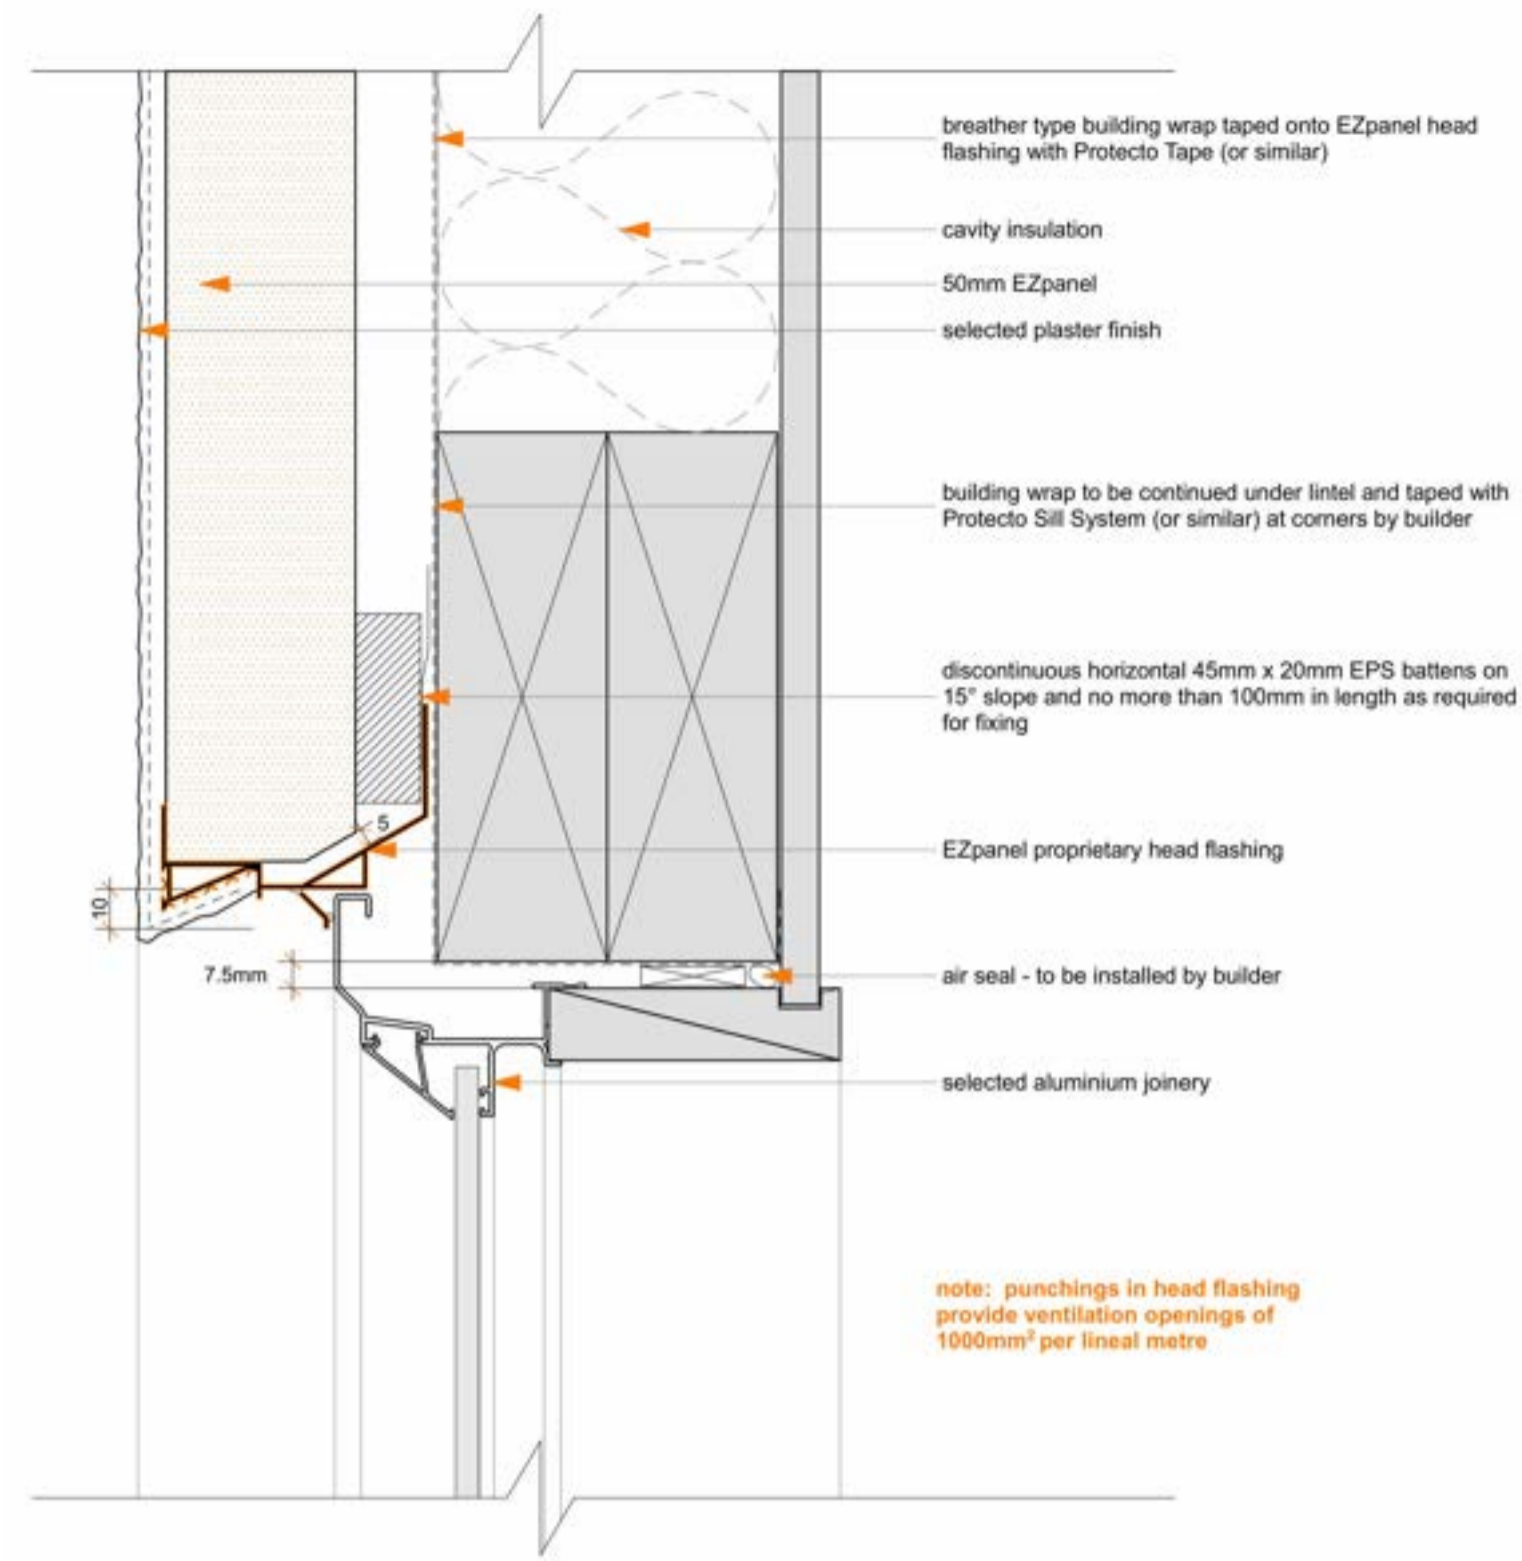 breather type building wrap taped onto EZpanel head
flashing with Protecto Tape (or similar)
cavity insulation
50mm EZpanel
selected plaster finish
building wrap to be continued under lintel and taped with
Protecto Sill System (or similar) at corners by builder
discontinuous horizontal 45mm x 20mm EPS battens on
15° slope and no more than 100mm in length as required
for fixing
5
EZpanel proprietary head flashing
10
7.5mm
air seal - to be installed by builder
selected aluminium joinery
note: punchings in head flashing
provide ventilation openings of
1000mm² per lineal metre